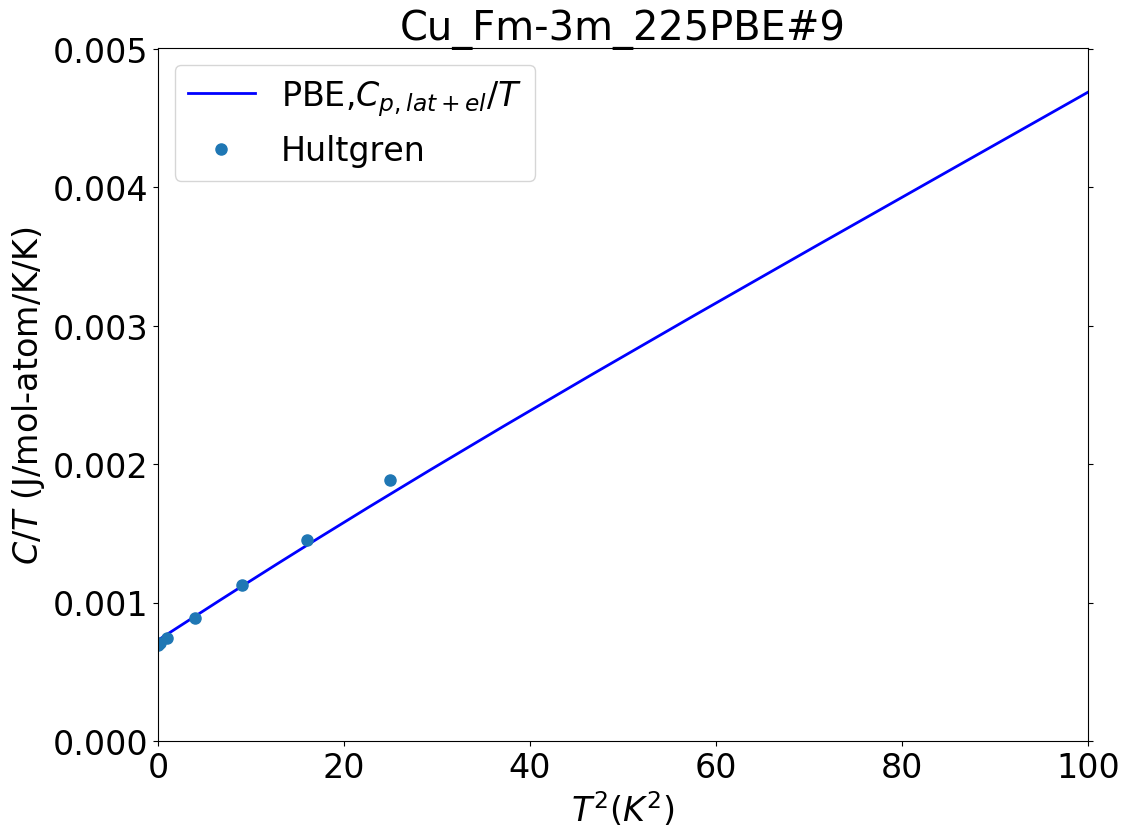 Cu_Fm-3m_225PBE#9
0.005
0.004
0.003
0.002
0.001
0.000
C/T (J/mol-atom/K/K)
PBE,C_{p, lat+el}/T
Hultgren
0 20 40 60 80 100
T^2(K^2)